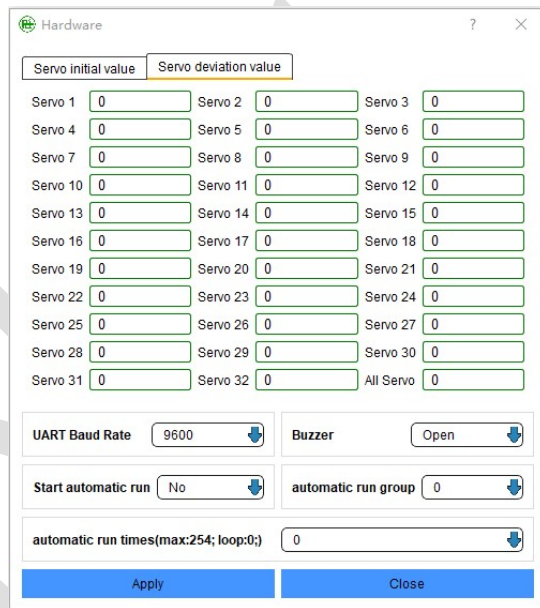 Hardware ? ×
Servo initial value Servo deviation value
Servo 1 0 Servo 2 0 Servo 3 0
Servo 4 0 Servo 5 0 Servo 6 0
Servo 7 0 Servo 8 0 Servo 9 0
Servo 10 0 Servo 11 0 Servo 12 0
Servo 13 0 Servo 14 0 Servo 15 0
Servo 16 0 Servo 17 0 Servo 18 0
Servo 19 0 Servo 20 0 Servo 21 0
Servo 22 0 Servo 23 0 Servo 24 0
Servo 25 0 Servo 26 0 Servo 27 0
Servo 28 0 Servo 29 0 Servo 30 0
Servo 31 0 Servo 32 0 All Servo 0
UART Baud Rate 9600 Buzzer Open
Start automatic run No automatic run group 0
automatic run times(max:254; loop:0;) 0
Apply Close